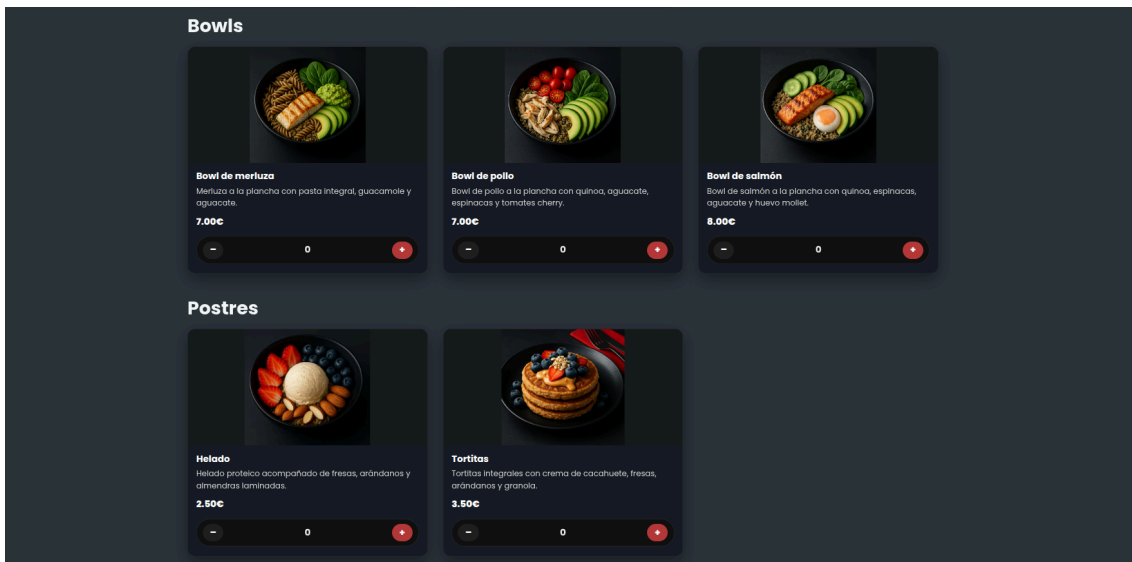 Bowls
Bowl de merluza
Merluza a la plancha con pasta integral, guacamole y
aguacate.
7.00€
-
0
+
Bowl de pollo
Bowl de pollo a la plancha con quinoa, aguacate,
espinacas y tomates cherry.
7.00€
-
0
+
Bowl de salmón
Bowl de salmón a la plancha con quinoa, espinacas,
aguacate y huevo mollet.
8.00€
-
0
+
Postres
Helado
Helado proteico acompañado de fresas, arándanos y
almendras laminadas.
2.50€
-
0
+
Tortitas
Tortitas integrales con crema de cacahuete, fresas,
arándanos y granola.
3.50€
-
0
+